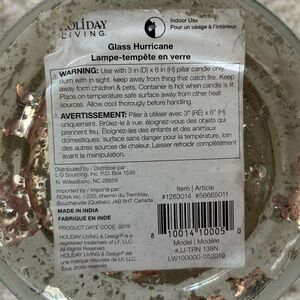 HOLIDAY
LIVING.
Indoor Use
Pour un usage à l'intérieur
Glass Hurricane
Lampe-tempête en verre
WARNING: Use with 3 in (D) x 6 in (H) pillar candle only.
Burn with in sight. keep away from thing that catch fire. Keep
away form children & pets. Container is hot when candle is lit.
Place on temperature safe surface away from other heat
sources. Allow cool thorougly before handling.
AVERTISSEMENT: Pilier à utiliser avec 3" (FE) x 6" (H)
uniquement. Brûlez-le à vue. éloignez-vous des objets qui
prennent feu. Éloignez-les des enfants et des animaux
domestiques. surface sans danger pour la température, loin
des autres sources de chaleur. Laisser refroidir complètement
avant la manipulation.
Distributed by / Distribué par
L.G Sourcing, Inc. P.O. Box 1535
N. Wilkesboro, NC 28659
Imported by / Importé par:
RONA inc. / 220, chemin du Tremblay,
Boucherville (Québec) J4B 8H7 Canada
MADE IN INDIA
FABRIQUÉ EN INDE
PRODUCT DATE CODE: 0519
HOLIDAY LIVING & Design® is a
registered trademark of LF, LLC.
All rights reserved.
HOLIDAY LIVING & Design® est une
marque déposée de LF, LLC.
Tous droits réservés.
Item | Article
#1263014 #56665011
8 10014 10005 0
Model | Modèle
#JJ-TRN 136N
LW100000-052019